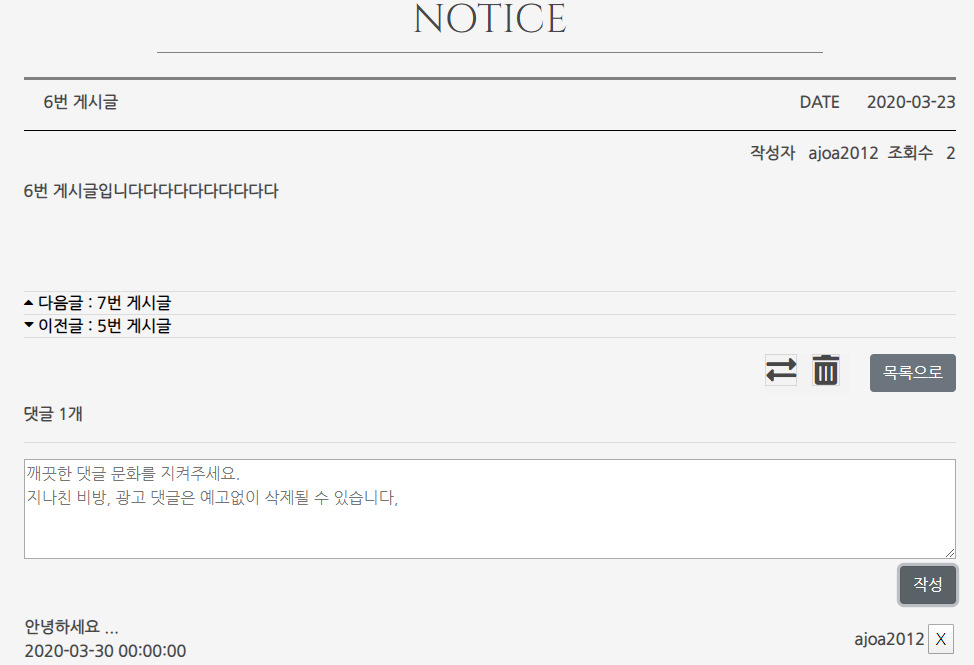 NOTICE
6번 게시글 DATE 2020-03-23
작성자 ajoa2012 조회수 2
6번 게시글입니다다다다다다다다다다다
다음글 : 7번 게시글
이전글 : 5번 게시글
목록으로
댓글 1개
깨끗한 댓글 문화를 지켜주세요.
지나친 비방, 광고 댓글은 예고없이 삭제될 수 있습니다,
작성
안녕하세요 ...
2020-03-30 00:00:00
ajoa2012 X